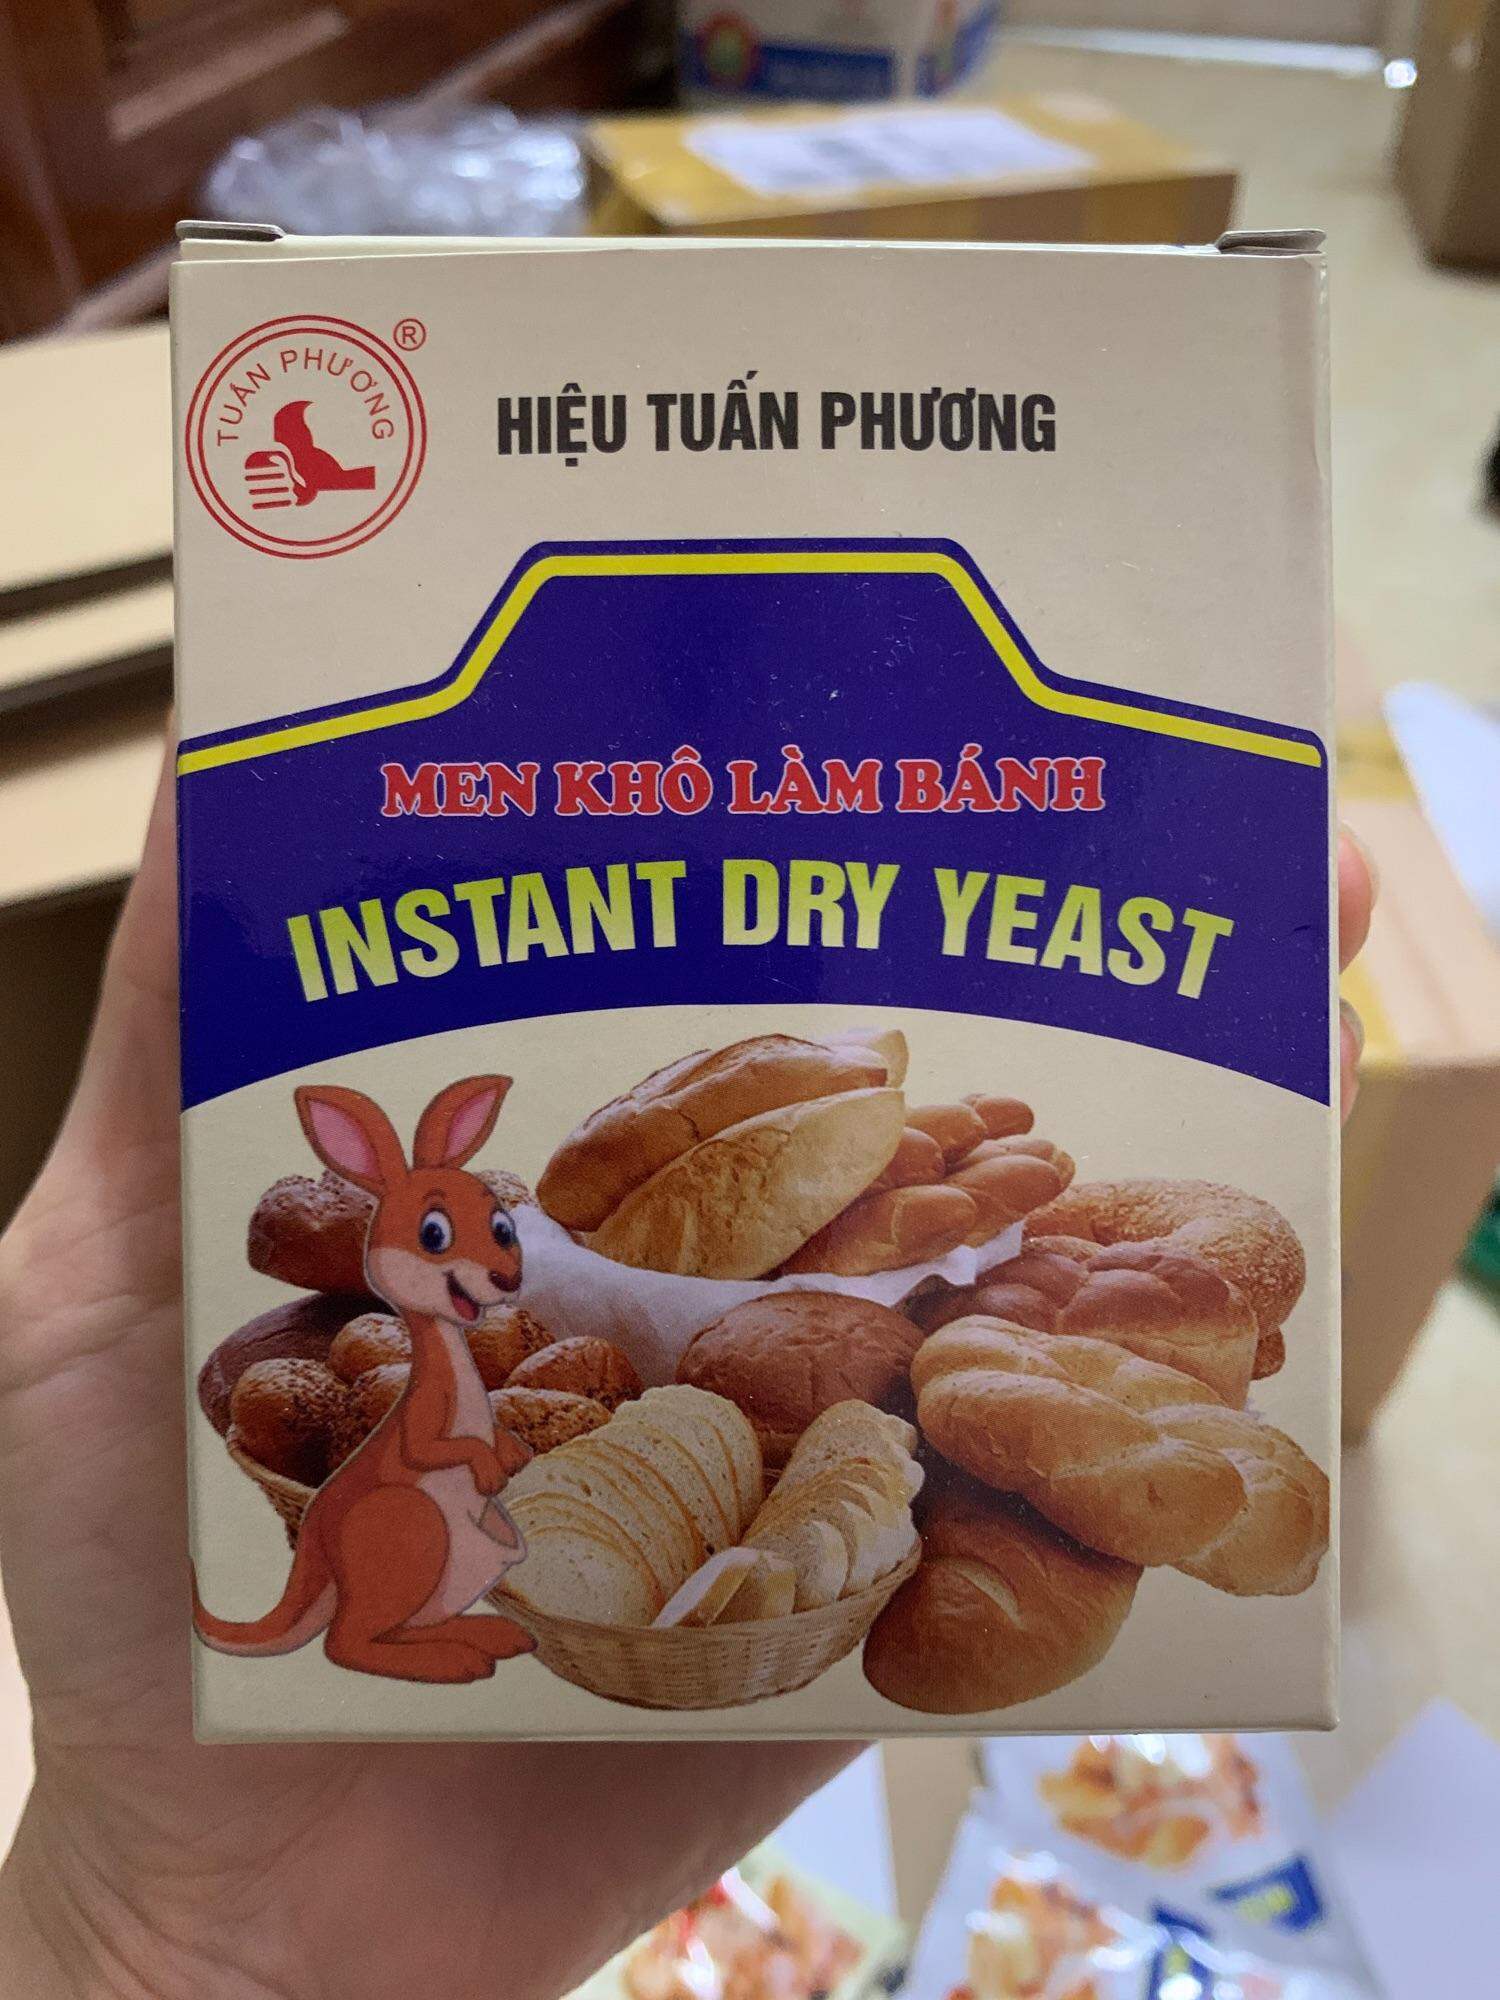 TUẤN PHƯƠNG
®
HIỆU TUẤN PHƯƠNG
MEN KHÔ LÀM BÁNH
INSTANT DRY YEAST